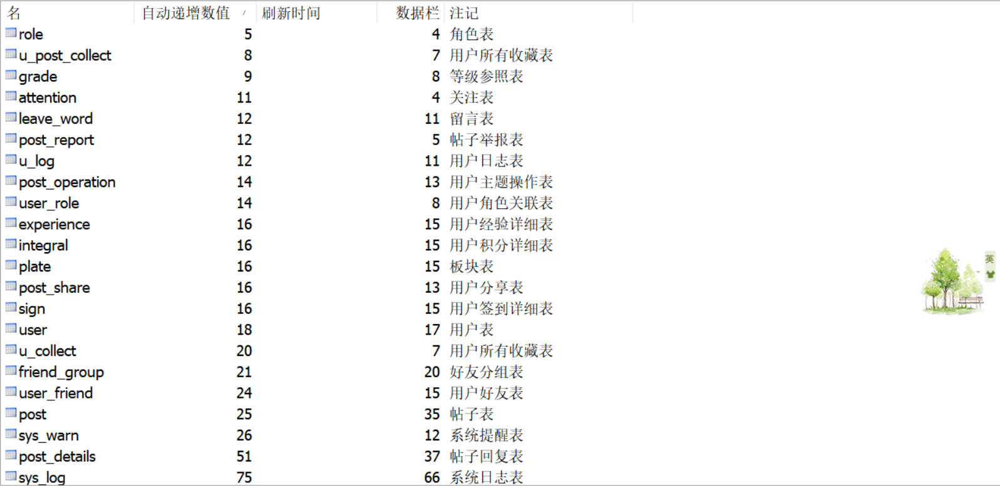 名 自动递增数值 刷新时间 数据栏 注记
role 5 4 角色表
u_post_collect 8 7 用户所有收藏表
grade 9 8 等级参照表
attention 11 4 关注表
leave_word 12 11 留言表
post_report 12 5 帖子举报表
u_log 12 11 用户日志表
post_operation 14 13 用户主题操作表
user_role 14 8 用户角色关联表
experience 16 15 用户经验详细表
integral 16 15 用户积分详细表
plate 16 15 板块表
post_share 16 13 用户分享表
sign 16 15 用户签到详细表
user 18 17 用户表
u_collect 20 7 用户所有收藏表
friend_group 21 20 好友分组表
user_friend 24 15 用户好友表
post 25 35 帖子表
sys_warn 26 12 系统提醒表
post_details 51 37 帖子回复表
sys_log 75 66 系统日志表
英